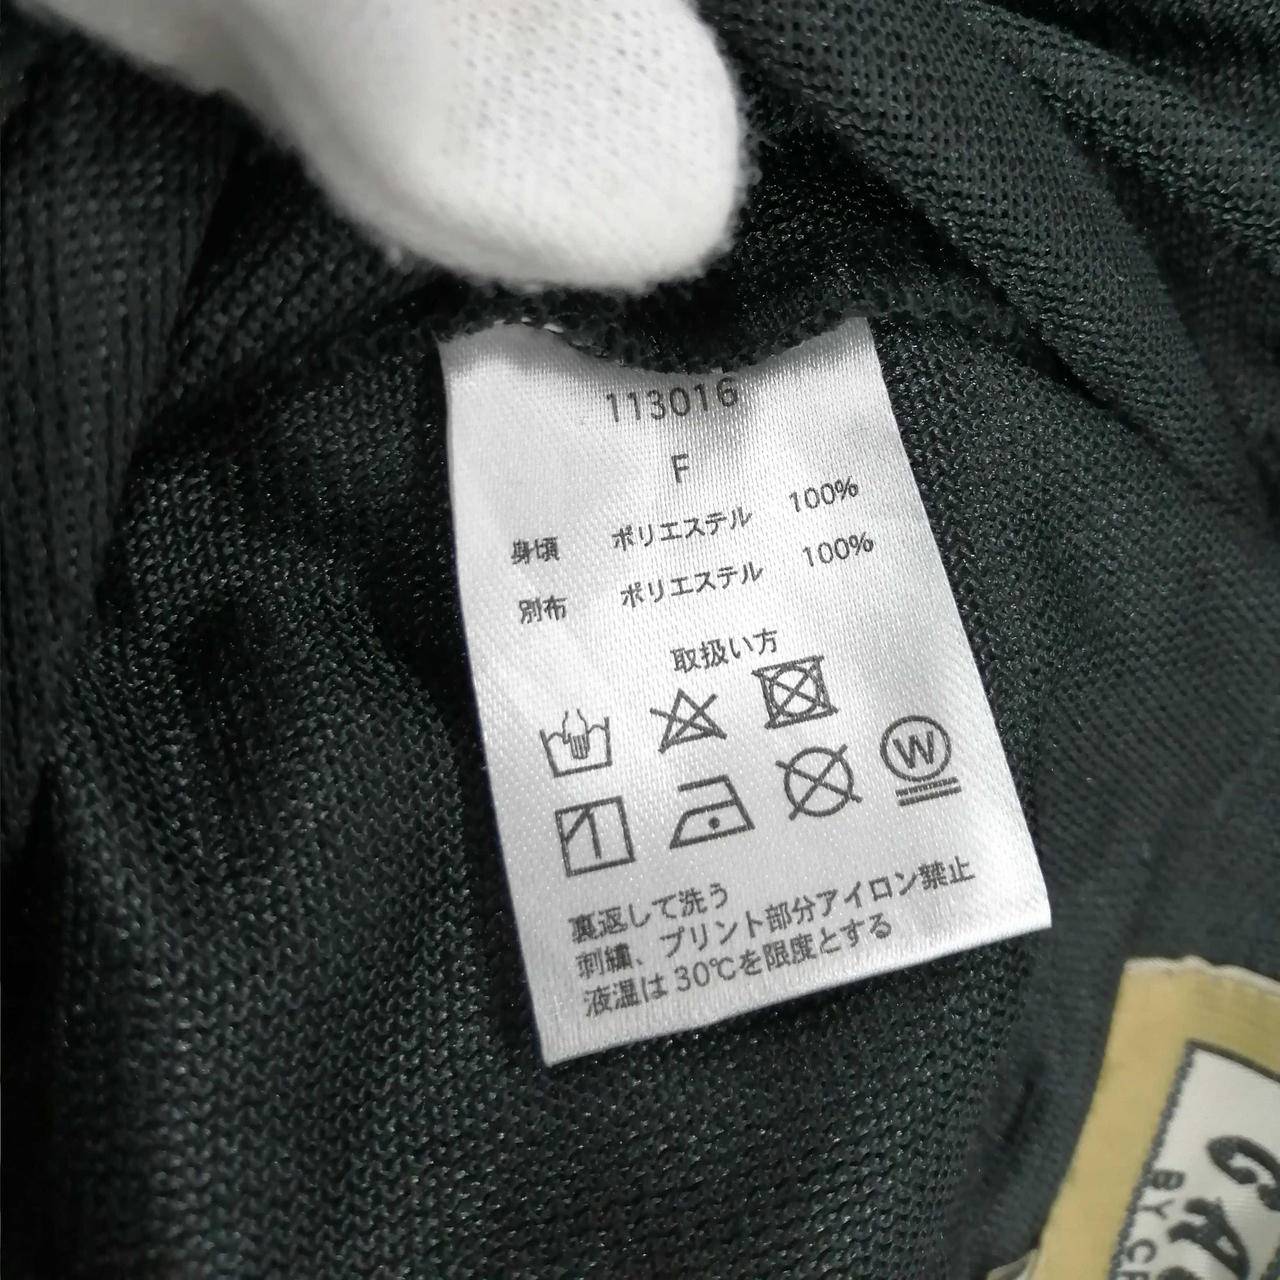 113016
F
身頃 ポリエステル 100%
別布 ポリエステル 100%
取扱い方
W
裏返して洗う
刺繍、プリント部分アイロン禁止
液温は30℃を限度とする
BY